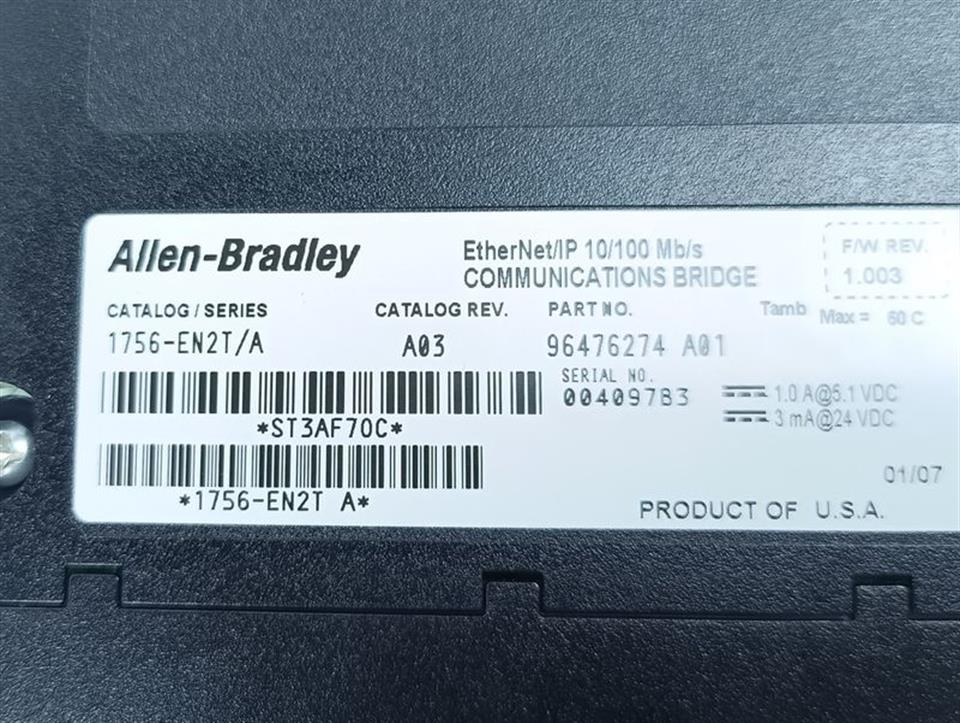 Allen-Bradley
EtherNet/IP 10/100 Mb/s
COMMUNICATIONS BRIDGE
F/W REV.
1.003
CATALOG / SERIES
1756-EN2T/A
CATALOG REV.
A03
PART NO.
96476274 A01
Tamb
Max = 60 C
SERIAL NO.
004097B3
1.0 A@5.1 VDC
3 mA@24 VDC
*ST3AF70C*
*1756-EN2T A*
01/07
PRODUCT OF U.S.A.